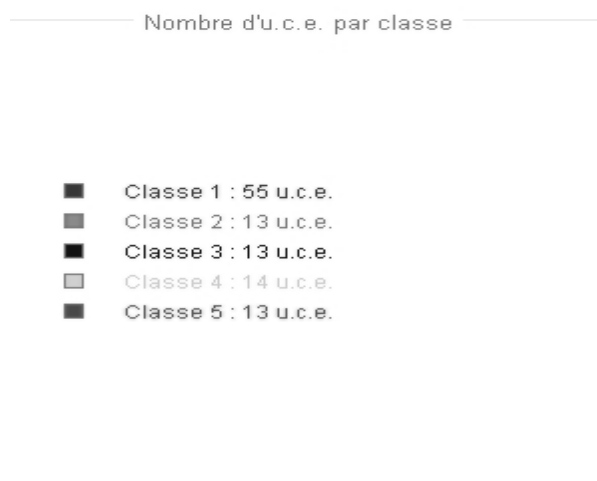 Nombre d'u.c.e. par classe
Classe 1 : 55 u.c.e.
Classe 2 : 13 u.c.e.
Classe 3 : 13 u.c.e.
Classe 4 : 14 u.c.e.
Classe 5 : 13 u.c.e.